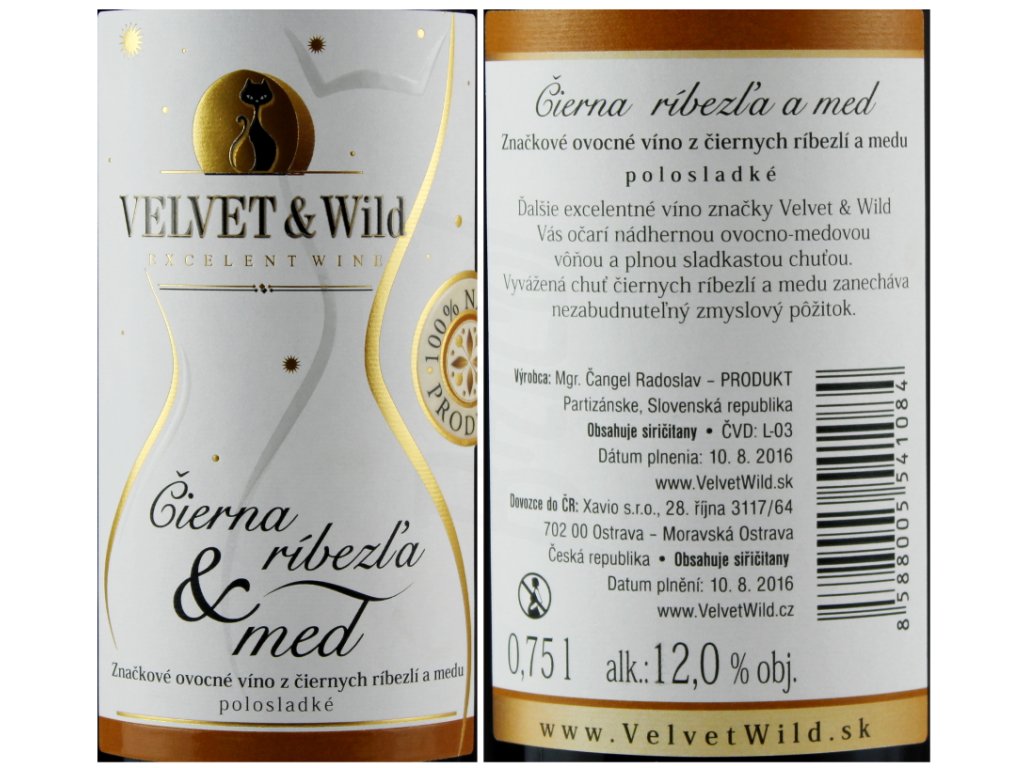 VELVET & Wild
EXCELENT WINE
100% NA
PROD
Čierna
ríbezľa
& med
Značkové ovocné víno z čiernych ríbezlí a medu
polosladké
Čierna ríbezľa a med
Značkové ovocné víno z čiernych ríbezlí a medu
polosladké
Ďalšie excelentné víno značky Velvet & Wild
Vás očarí nádhernou ovocno-medovou
vôňou a plnou sladkastou chuťou.
Vyvážená chuť čiernych ríbezlí a medu zanecháva
nezabudnuteľný zmyslový pôžitok.
Výrobca: Mgr. Čangel Radoslav – PRODUKT
Partizánske, Slovenská republika
Obsahuje siričitany • ČVD: L-03
Dátum plnenia: 10. 8. 2016
www.VelvetWild.sk
Dovozce do ČR: Xavio s.r.o., 28. října 3117/64
702 00 Ostrava – Moravská Ostrava
Česká republika • Obsahuje siřičitany
Datum plnění: 10. 8. 2016
www.VelvetWild.cz
8588005541084
0,75 l alk.: 12,0 % obj.
www.VelvetWild.sk